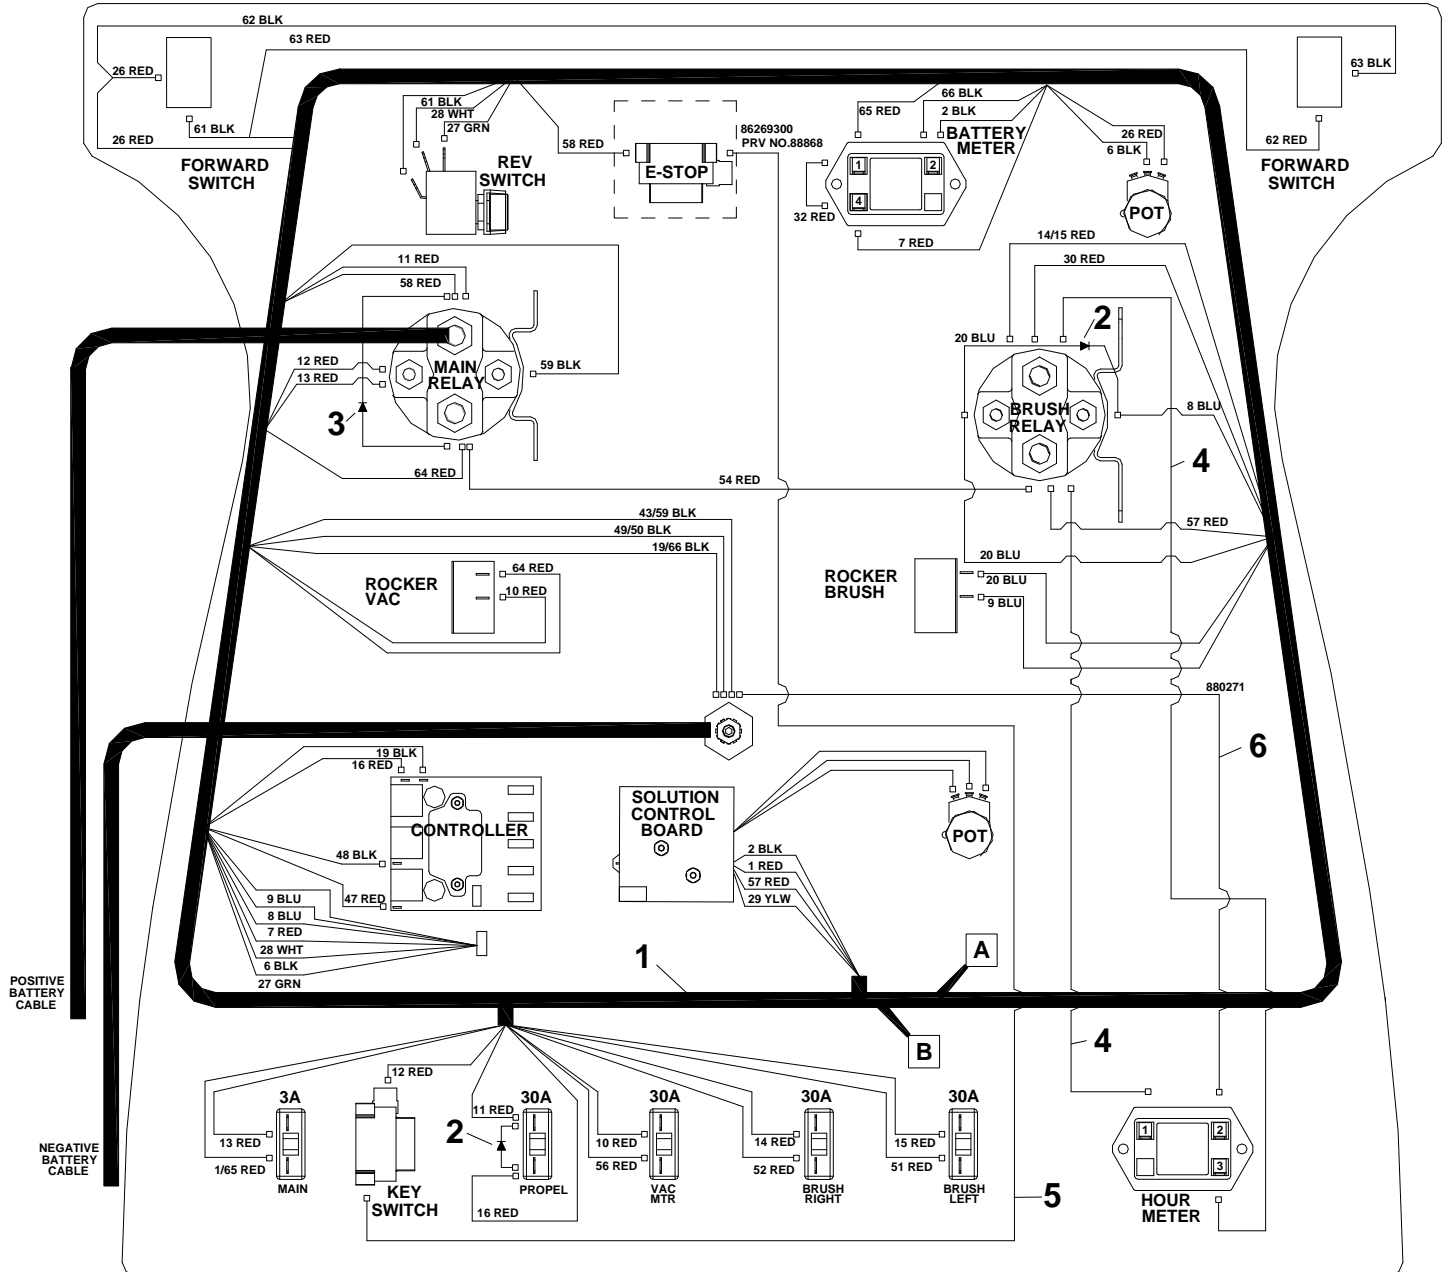 62 BLK
63 RED
26 RED
61 BLK
26 RED
FORWARD
SWITCH
61 BLK
28 WHT
27 GRN
REV
SWITCH
58 RED
E-STOP
86269300
PRV NO.88868
65 RED
66 BLK
2 BLK
BATTERY
METER
1
2
4
32 RED
7 RED
26 RED
6 BLK
POT
63 BLK
62 RED
FORWARD
SWITCH
11 RED
58 RED
12 RED
13 RED
MAIN
RELAY
59 BLK
3
64 RED
54 RED
14/15 RED
30 RED
2
20 BLU
BRUSH
RELAY
8 BLU
4
57 RED
43/59 BLK
49/50 BLK
19/66 BLK
ROCKER
VAC
64 RED
10 RED
ROCKER
BRUSH
20 BLU
20 BLU
9 BLU
880271
6
19 BLK
16 RED
CONTROLLER
48 BLK
47 RED
9 BLU
8 BLU
7 RED
28 WHT
6 BLK
27 GRN
SOLUTION
CONTROL
BOARD
2 BLK
1 RED
57 RED
29 YLW
POT
1
A
B
POSITIVE
BATTERY
CABLE
NEGATIVE
BATTERY
CABLE
4
12 RED
3A
13 RED
1/65 RED
MAIN
KEY
SWITCH
30A
11 RED
2
PROPEL
16 RED
30A
10 RED
56 RED
VAC
MTR
30A
14 RED
52 RED
BRUSH
RIGHT
30A
15 RED
51 RED
BRUSH
LEFT
5
1
2
3
HOUR
METER